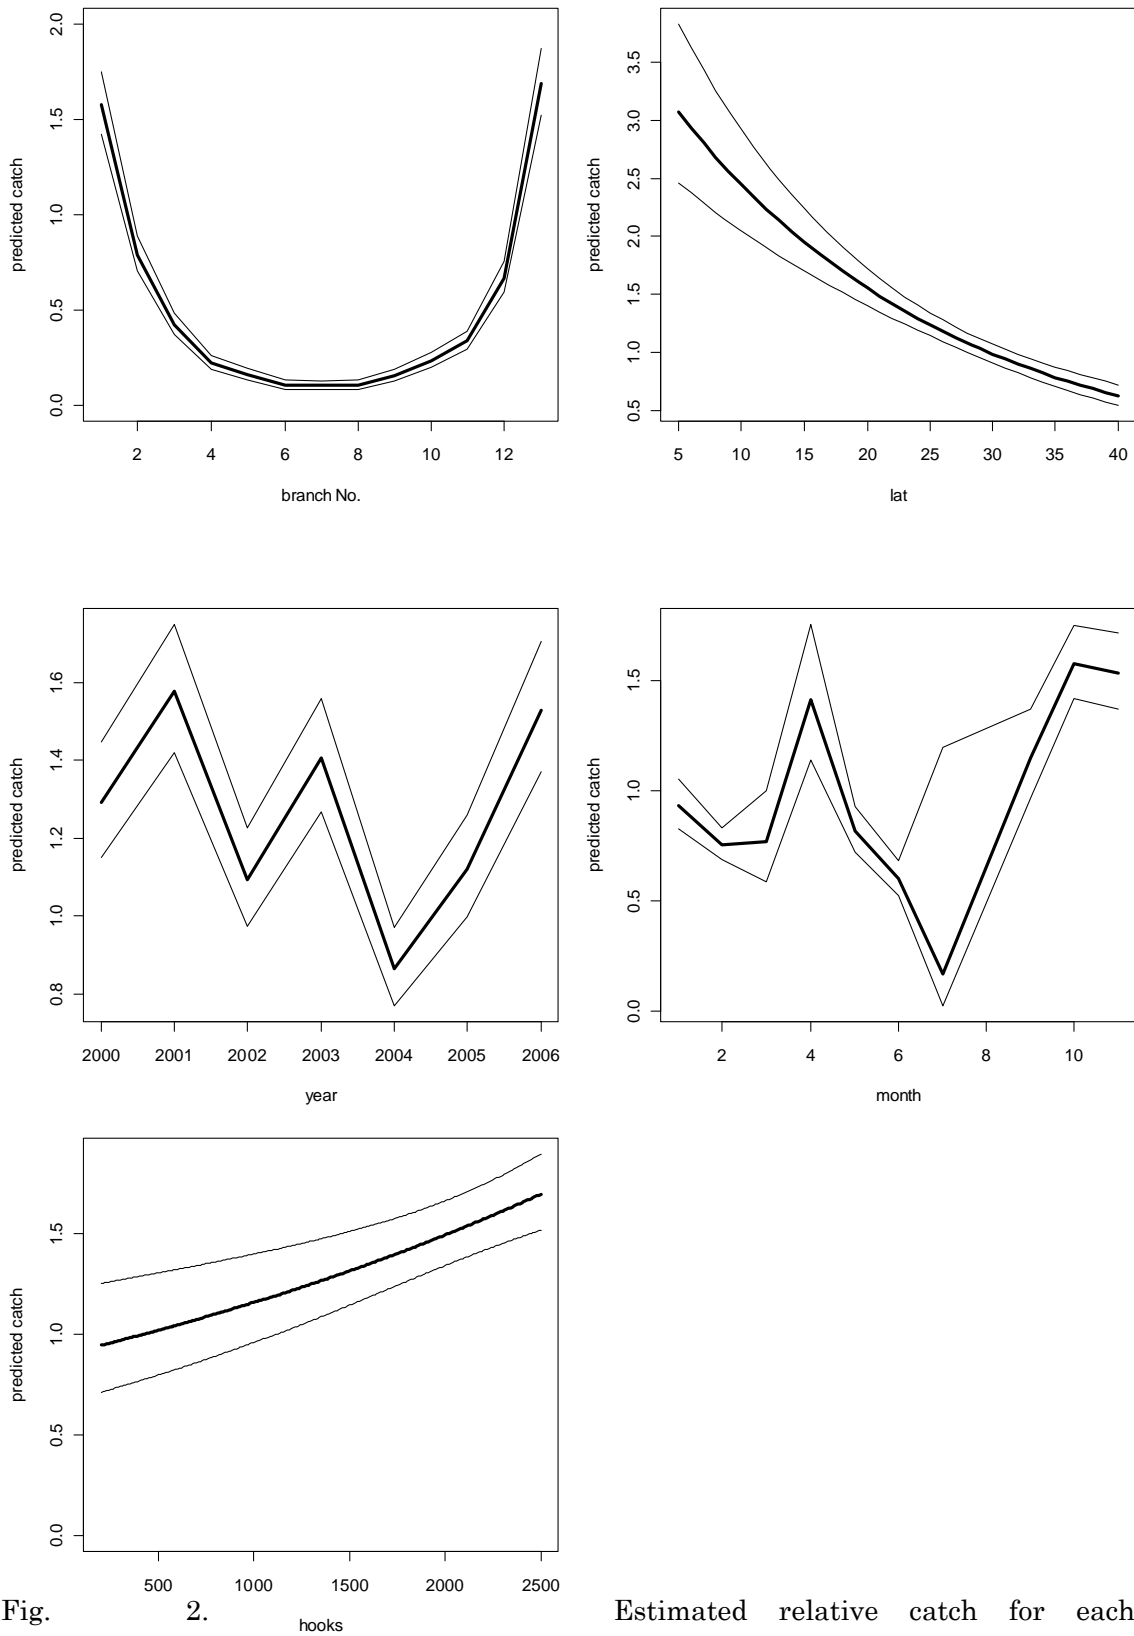 predicted catch
0.0 0.5 1.0 1.5 2.0
2 4 6 8 10 12
branch No.
predicted catch
0.5 1.0 1.5 2.0 2.5 3.0 3.5
5 10 15 20 25 30 35 40
lat
predicted catch
0.8 1.0 1.2 1.4 1.6
2000 2001 2002 2003 2004 2005 2006
year
predicted catch
0.0 0.5 1.0 1.5
2 4 6 8 10
month
predicted catch
0.0 0.5 1.0 1.5
500 1000 1500 2000 2500
hooks
Fig. 2. Estimated relative catch for each